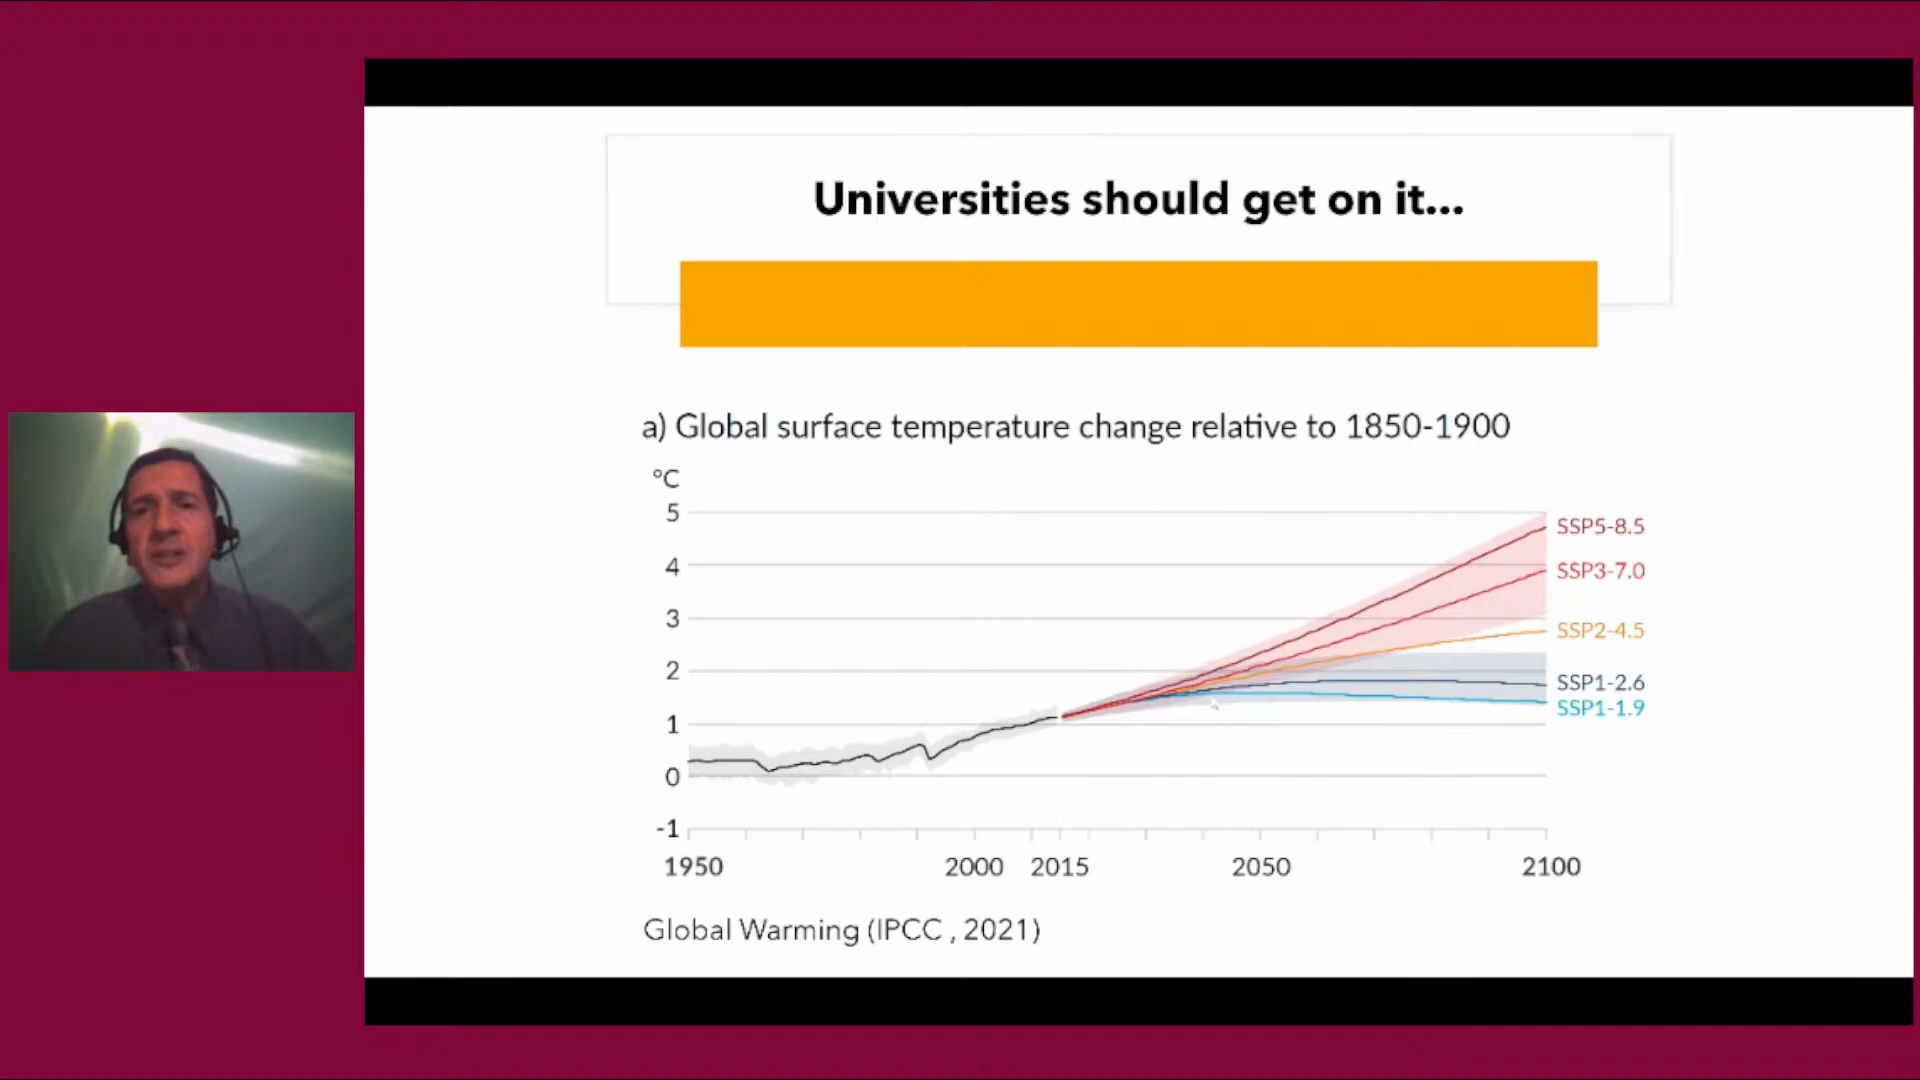 Universities should get on it...
a) Global surface temperature change relative to 1850-1900
°C
5
4
3
2
1
0
-1
SSP5-8.5
SSP3-7.0
SSP2-4.5
SSP1-2.6
SSP1-1.9
1950 2000 2015 2050 2100
Global Warming (IPCC , 2021)